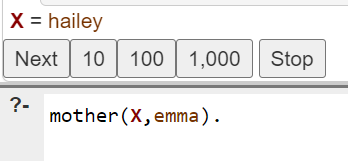 X = hailey
Next 10 100 1,000 Stop
?- mother(X,emma).